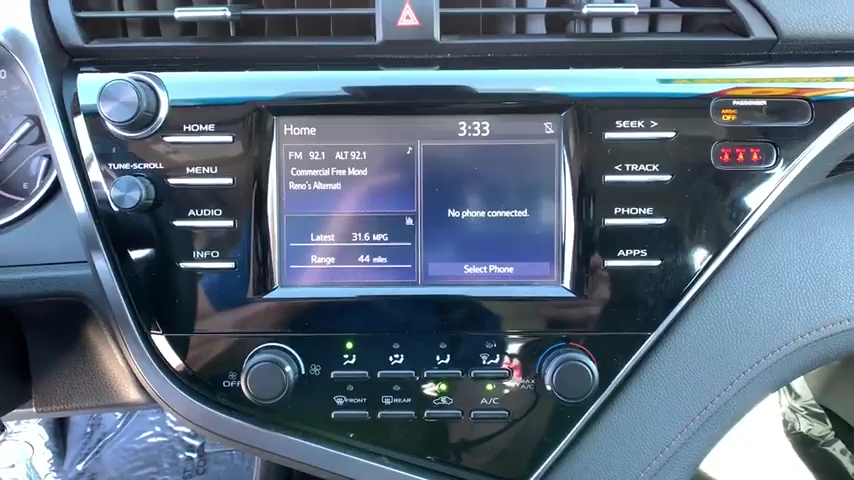 PASSENGER
AIRBAG
OFF
HOME
Home
3:33
SEEK >
TUNE•SCROLL
MENU
FM 92.1 ALT 92.1
Commercial Free Mond
Reno's Alternati
< TRACK
AUDIO
No phone connected.
PHONE
INFO
Latest 31.6 MPG
Range 44 miles
Select Phone
APPS
E
OFF
MAX
A/C
FRONT
REAR
A/C